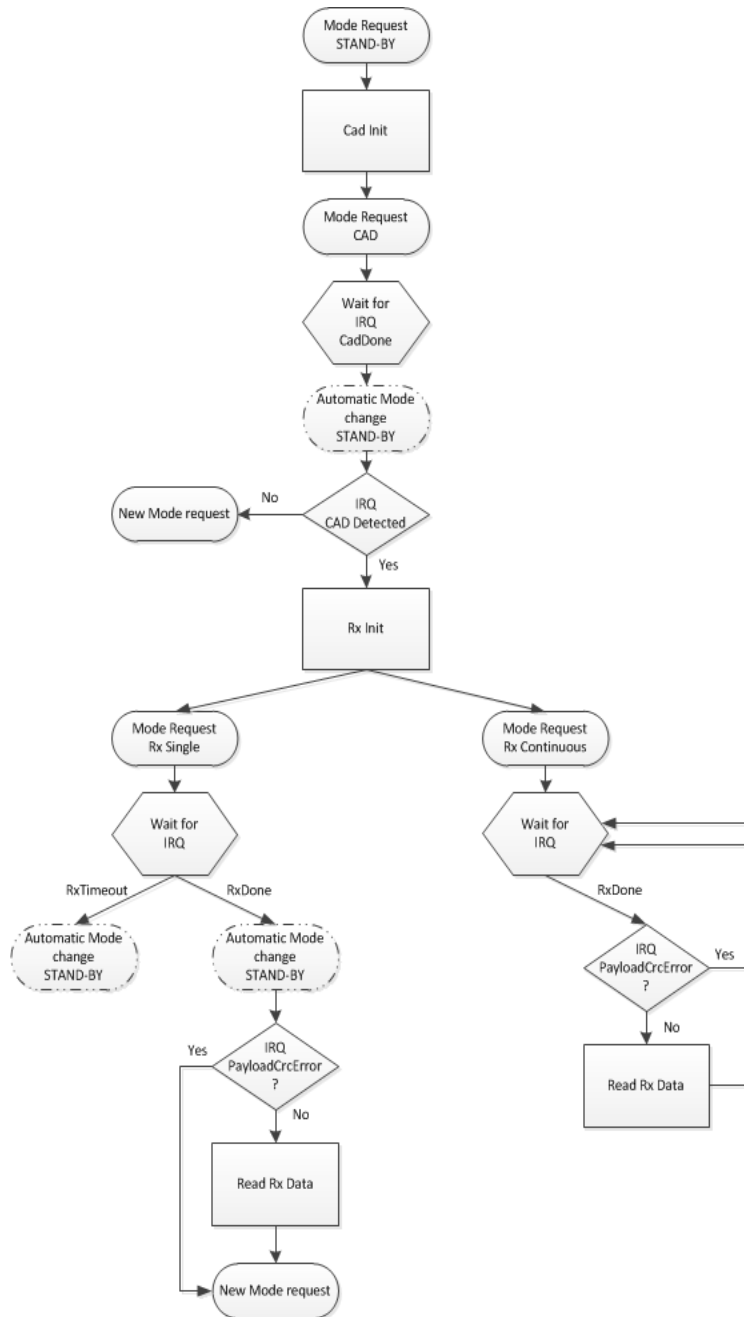 Mode Request
STAND-BY
Cad Init
Mode Request
CAD
Wait for
IRQ
CadDone
Automatic Mode
change
STAND-BY
IRQ
CAD Detected
No
New Mode request
Yes
Rx Init
Mode Request
Rx Single
Mode Request
Rx Continuous
Wait for
IRQ
Wait for
IRQ
RxTimeout
RxDone
RxDone
Automatic Mode
change
STAND-BY
Automatic Mode
change
STAND-BY
IRQ
PayloadCrcError
?
Yes
No
Read Rx Data
Yes
IRQ
PayloadCrcError
?
No
Read Rx Data
New Mode request